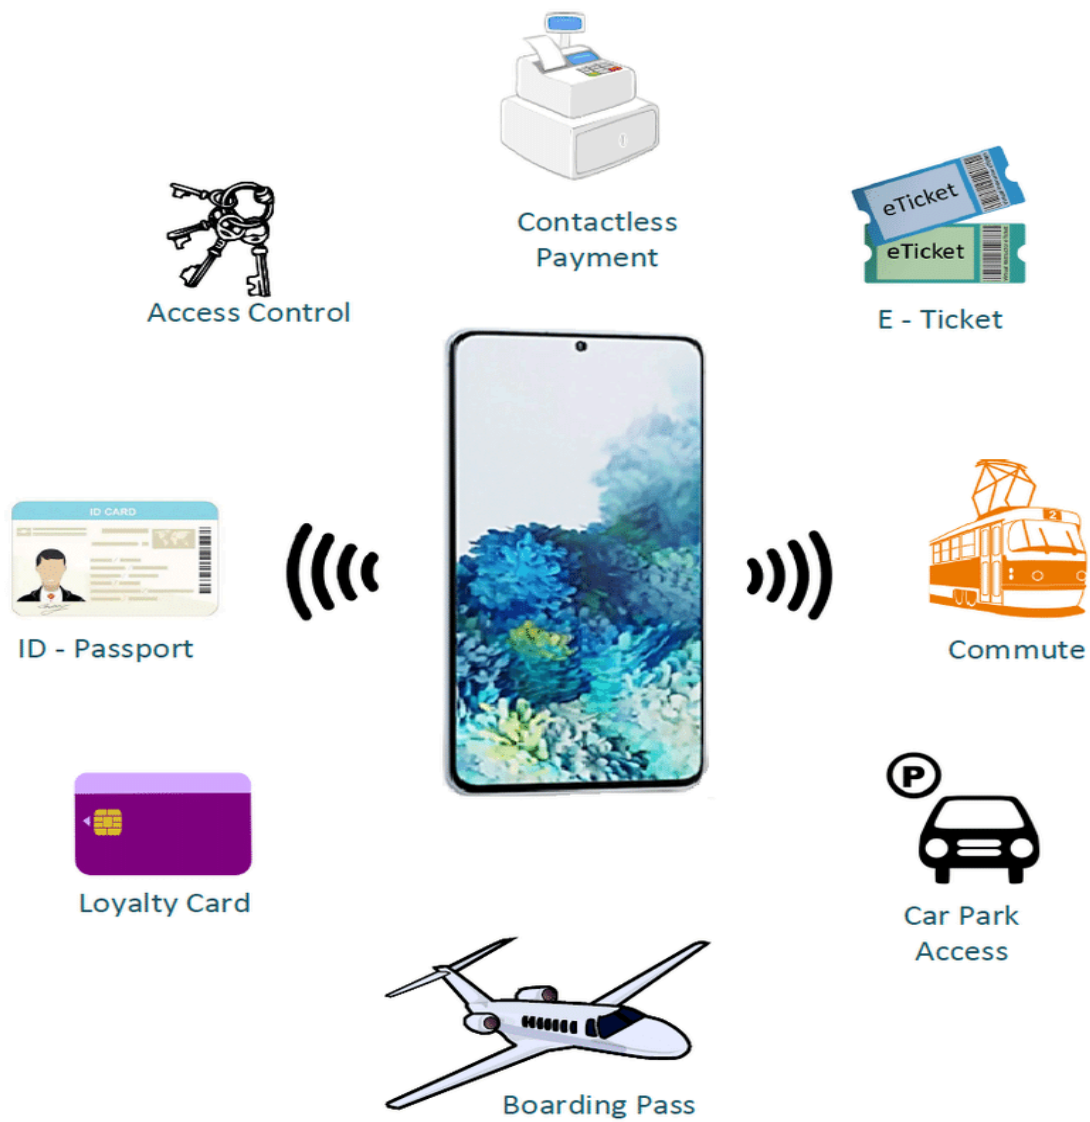 Contactless
Payment
eTicket
eTicket
E - Ticket
Access Control
ID CARD
ID - Passport
2
Commute
Loyalty Card
P
Car Park
Access
Boarding Pass